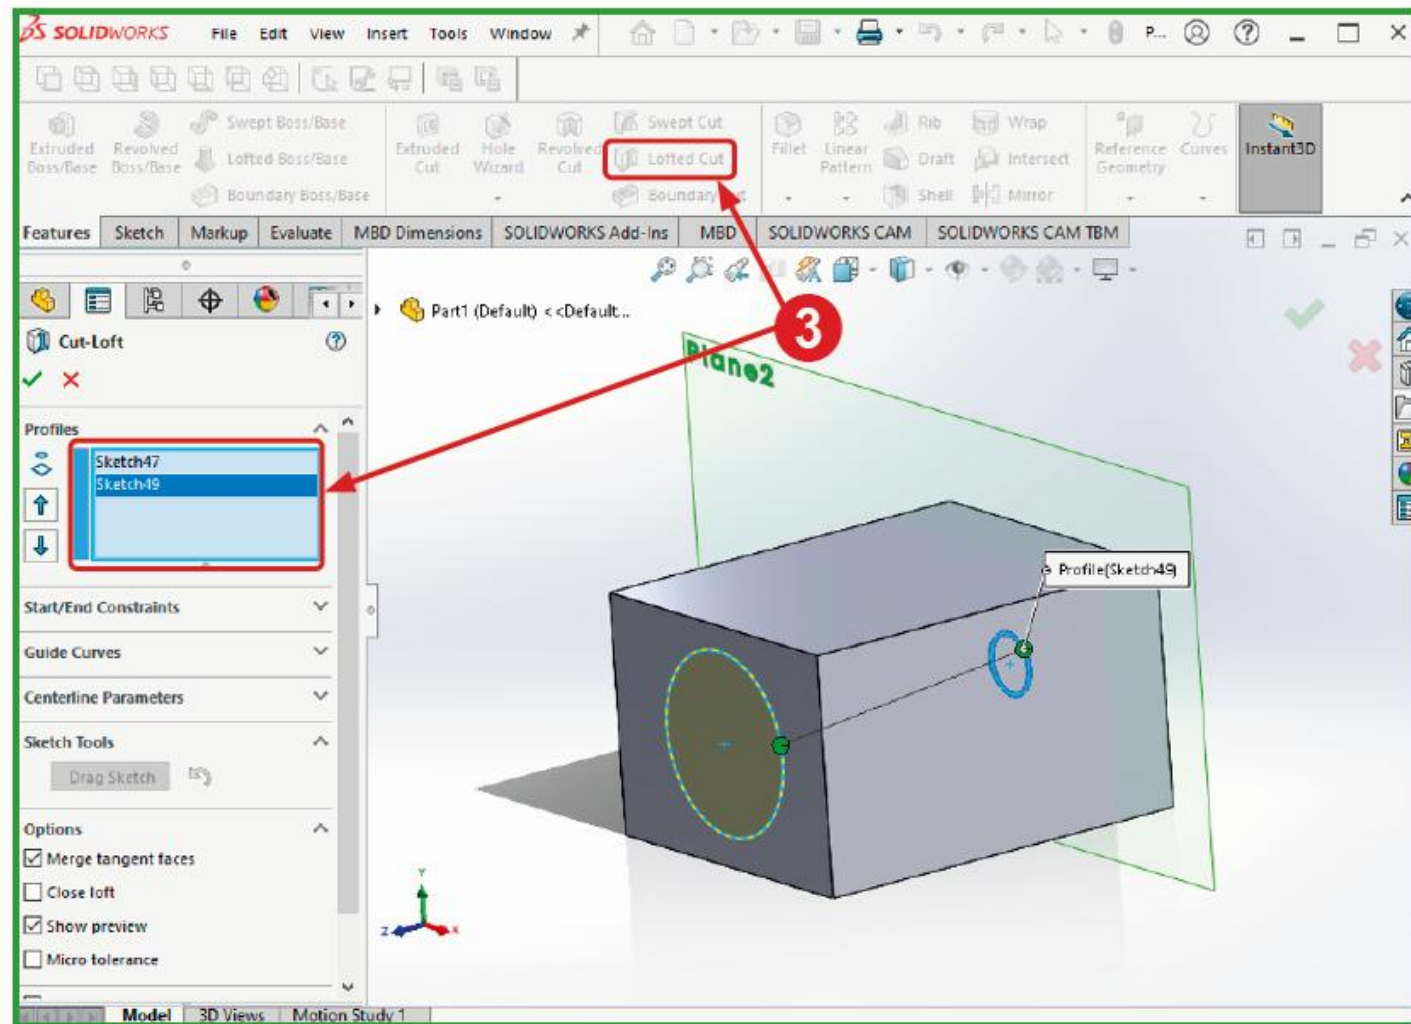 SOLIDWORKS File Edit View Insert Tools Window P...
Extruded Boss/Base Revolved Boss/Base Swept Boss/Base Extruded Cut Hole Wizard Revolved Cut Swept Cut Fillet Linear Pattern Rib Wrap Reference Geometry Curves Instant3D
Lofted Boss/Base Lofted Cut Draft Intersect
Boundary Boss/Base Shell Mirror
Features Sketch Markup Evaluate MBD Dimensions SOLIDWORKS Add-Ins MBD SOLIDWORKS CAM SOLIDWORKS CAM TBM
Part1 (Default) <<Default...
3
Cut-Loft
Plane2
Profiles
Sketch47
Sketch49
Profile(Sketch49)
Start/End Constraints
Guide Curves
Centerline Parameters
Sketch Tools
Drag Sketch
Options
Merge tangent faces
Close loft
Show preview
Micro tolerance
Y
Z X
Model 3D Views Motion Study 1